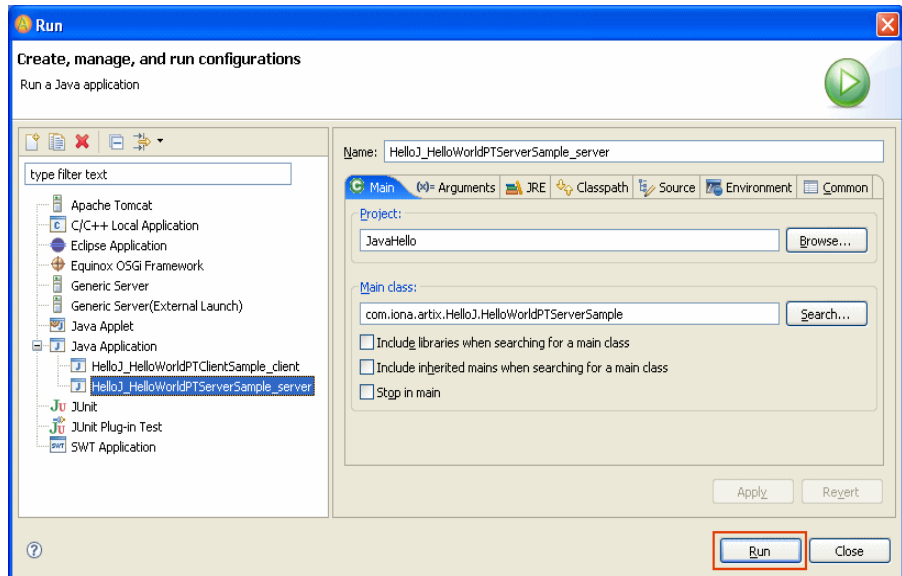 Run
Create, manage, and run configurations
Run a Java application
type filter text
Apache Tomcat
C/C++ Local Application
Eclipse Application
Equinox OSGi Framework
Generic Server
Generic Server(External Launch)
Java Applet
Java Application
HelloJ_HelloWorldPTClientSample_client
HelloJ_HelloWorldPTServerSample_server
JUnit
JUnit Plug-in Test
SWT Application
Name: HelloJ_HelloWorldPTServerSample_server
Main (x)= Arguments JRE Classpath Source Environment Common
Project:
JavaHello Browse...
Main class:
com.iona.artix.HelloJ.HelloWorldPTServerSample Search...
Include libraries when searching for a main class
Include inherited mains when searching for a main class
Stop in main
Apply Revert
Run Close